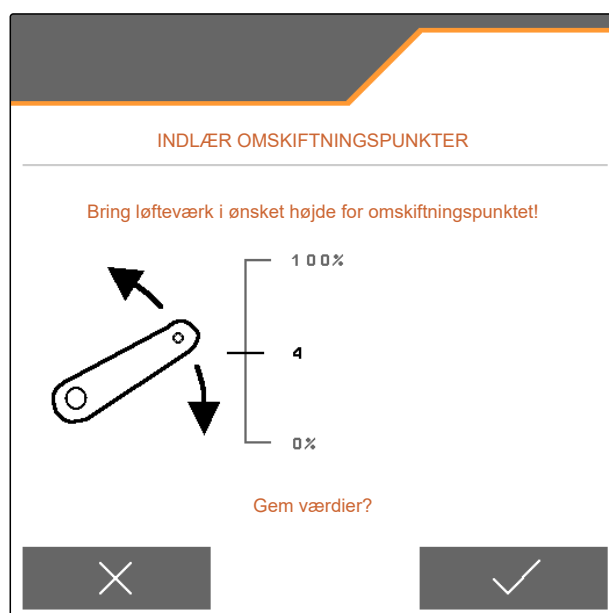 INDLÆR OMSKIFTNINGSPUNKTER
Bring løfteværk i ønsket højde for omskiftningspunktet!
100%
4
0%
Gem værdier?